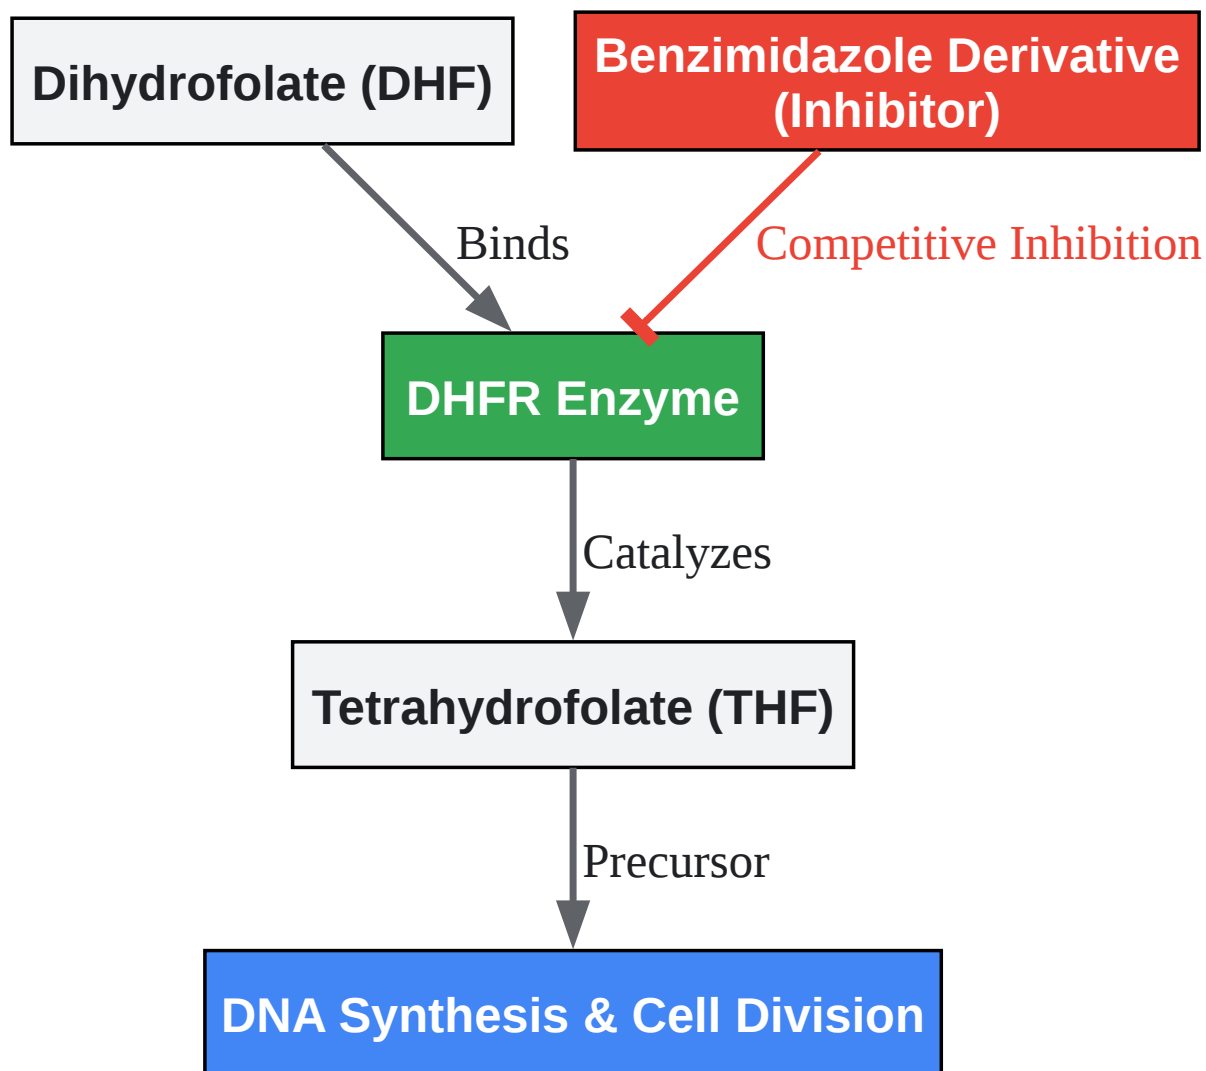 Dihydrofolate (DHF)
Benzimidazole Derivative
(Inhibitor)
Binds
Competitive Inhibition
DHFR Enzyme
Catalyzes
Tetrahydrofolate (THF)
Precursor
DNA Synthesis & Cell Division